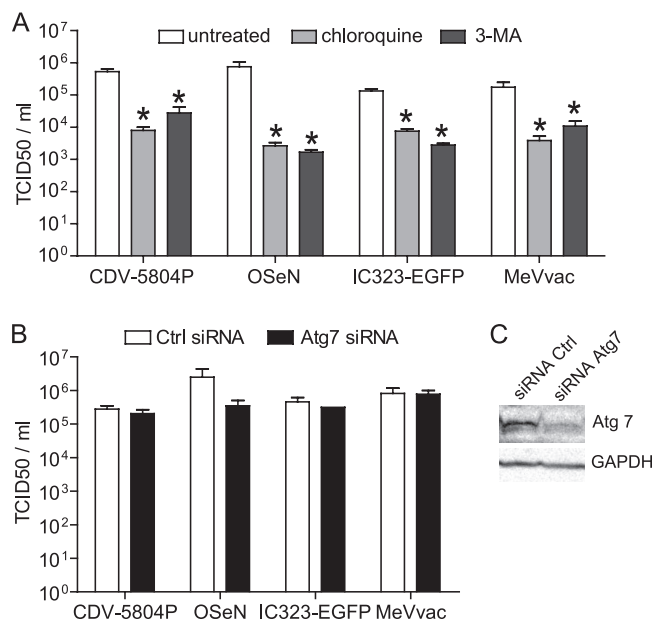 A
untreated chloroquine 3-MA
TCID50 / ml
10⁷
10⁶
10⁵
10⁴
10³
10²
10¹
10⁰
* * * * * * * *
CDV-5804P OSeN IC323-EGFP MeVvac
B
Ctrl siRNA Atg7 siRNA
TCID50 / ml
10⁷
10⁶
10⁵
10⁴
10³
10²
10¹
10⁰
CDV-5804P OSeN IC323-EGFP MeVvac
C
siRNA Ctrl
siRNA Atg7
Atg 7
GAPDH